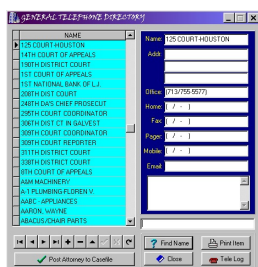 GENERAL TELEPHONE DIRECTORY
NAME
125 COURT-HOUSTON
14TH COURT OF APPEALS
190TH DISTRICT COURT
1ST COURT OF APPEALS
1ST NATIONAL BANK OF L.J.
208TH DIST COURT
248TH DA'S CHIEF PROSECUT
295TH COURT COORDINATOR
306TH DIST CT IN GALVEST
309TH COURT COORDINATOR
309TH COURT REPORTER
311TH DISTRICT COURT
338TH DISTRICT COURT
8TH COURT OF APPEALS
A&M MACHINERY
A-1 PLUMBING-FLOREN V.
AABC - APPLIANCES
AARON, WAYNE
ABACUS/CHAIR PARTS
Post Attorney to Casefile
Name: 125 COURT-HOUSTON
Addr:
Office: (713)755-5577)
Home: ( / -   )
Fax: ( / -   )
Pager: ( / -   )
Mobile: ( / -   )
Email:
? Find Name
Print Item
Close
Tele Log